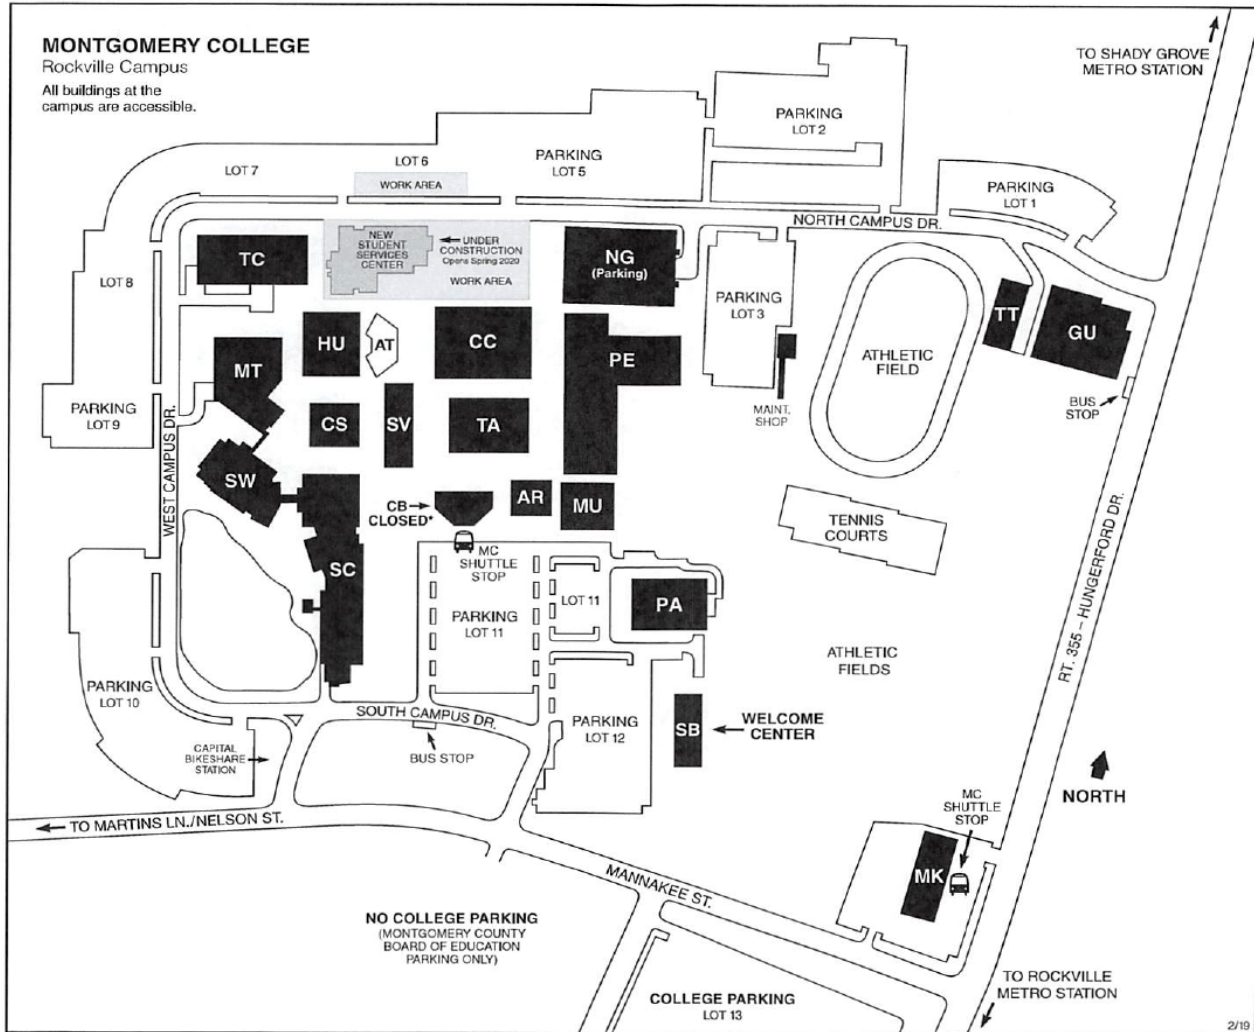 MONTGOMERY COLLEGE
Rockville Campus
All buildings at the
campus are accessible.
TO SHADY GROVE
METRO STATION
PARKING
LOT 2
PARKING
LOT 5
LOT 6
WORK AREA
LOT 7
PARKING
LOT 1
NORTH CAMPUS DR.
NEW
STUDENT
SERVICES
CENTER
UNDER
CONSTRUCTION
Opens Spring 2020
WORK AREA
TC
NG
(Parking)
LOT 8
PARKING
LOT 3
TT
GU
HU
AT
CC
PE
MT
ATHLETIC
FIELD
MAINT.
SHOP
BUS
STOP
PARKING
LOT 9
WEST CAMPUS DR.
CS
SV
TA
SW
CB
CLOSED*
AR
MU
TENNIS
COURTS
RT. 355 – HUNGERFORD DR.
MC
SHUTTLE
STOP
SC
PARKING
LOT 11
LOT 11
PA
ATHLETIC
FIELDS
PARKING
LOT 10
SOUTH CAMPUS DR.
PARKING
LOT 12
SB
WELCOME
CENTER
CAPITAL
BIKESHARE
STATION
BUS STOP
NORTH
MC
SHUTTLE
STOP
TO MARTINS LN./NELSON ST.
MANNAKEE ST.
MK
NO COLLEGE PARKING
(MONTGOMERY COUNTY
BOARD OF EDUCATION
PARKING ONLY)
COLLEGE PARKING
LOT 13
TO ROCKVILLE
METRO STATION
2/19